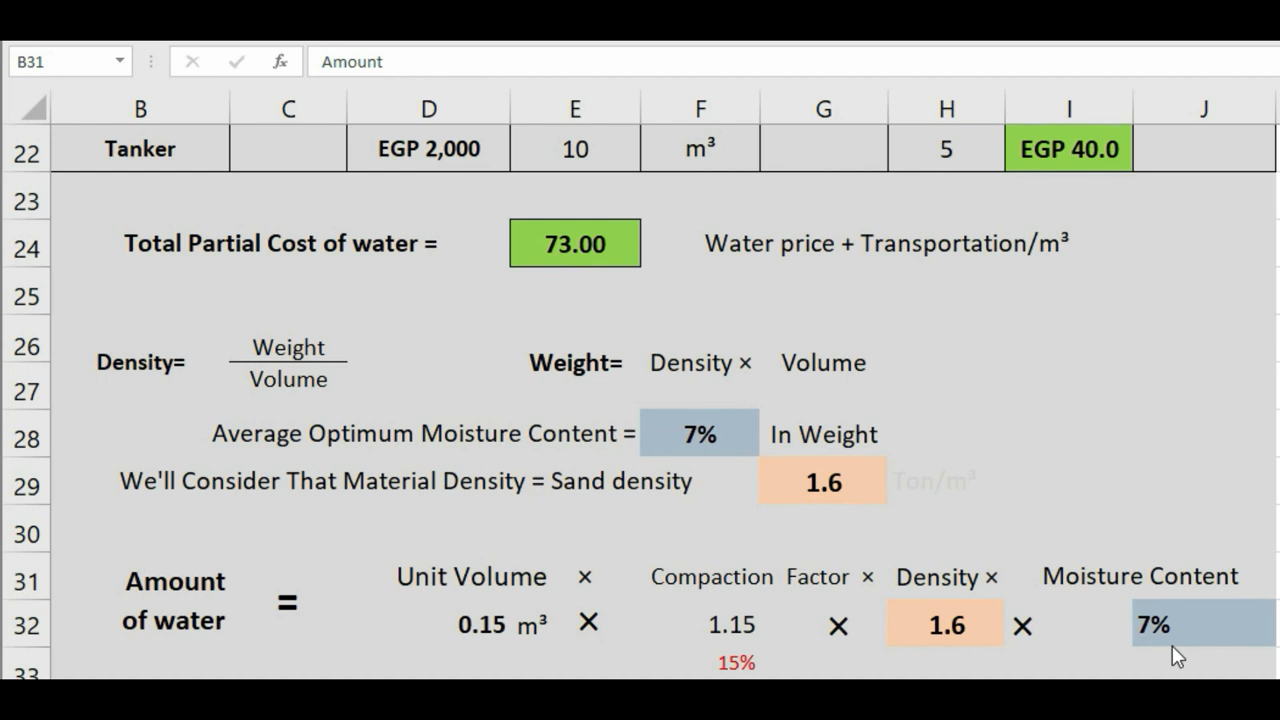 B31 fx Amount
B C D E F G H I J
22 Tanker EGP 2,000 10 m³ 5 EGP 40.0
23
24 Total Partial Cost of water = 73.00 Water price + Transportation/m³
25
26 Weight
Density= Weight= Density × Volume
27 Volume
28 Average Optimum Moisture Content = 7% In Weight
29 We'll Consider That Material Density = Sand density 1.6 Ton/m³
30
31 Amount Unit Volume × Compaction Factor × Density × Moisture Content
=
32 of water 0.15 m³ × 1.15 × 1.6 × 7%
33 15%